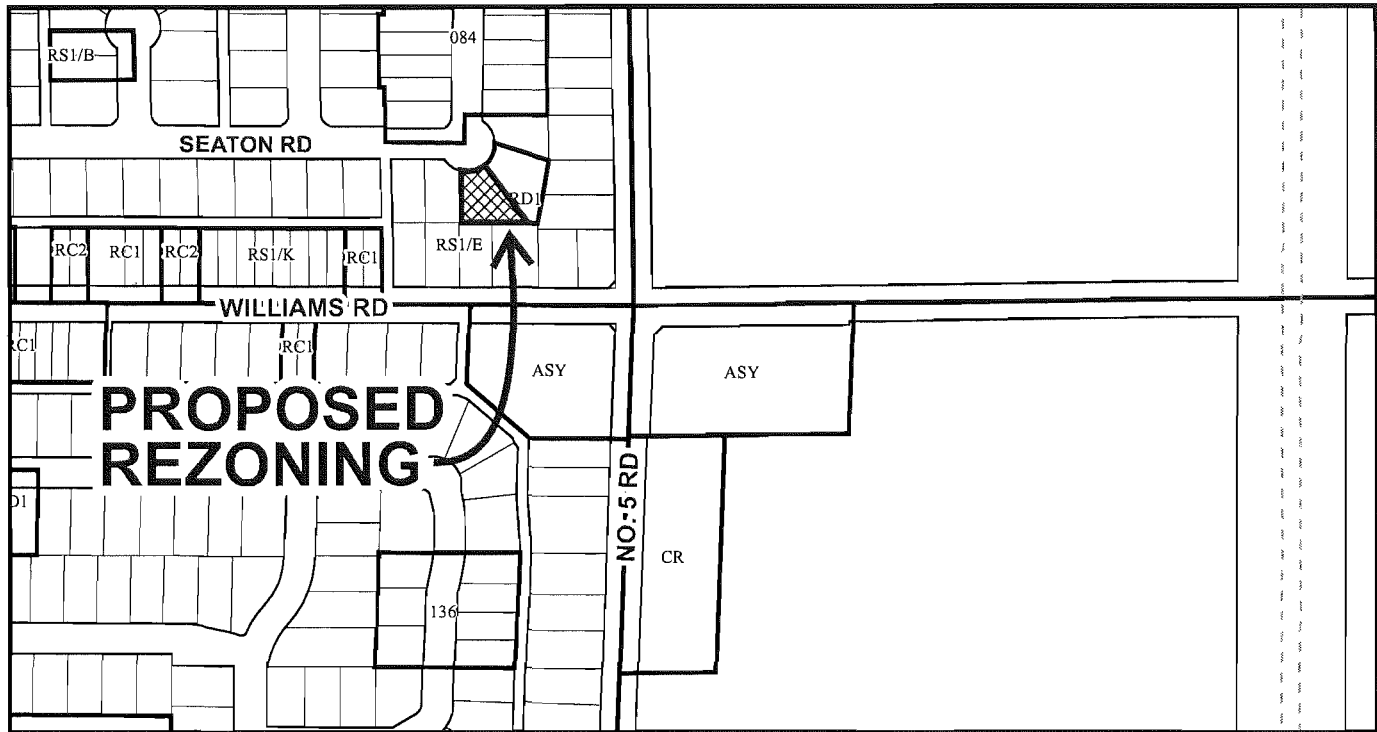 RS1/B
084
SEATON RD
RD1
RS1/E
RC2
RC1
RC2
RS1/K
RC1
WILLIAMS RD
RC1
RC1
ASY
ASY
PROPOSED
REZONING
NO. 5 RD
CR
D1
136